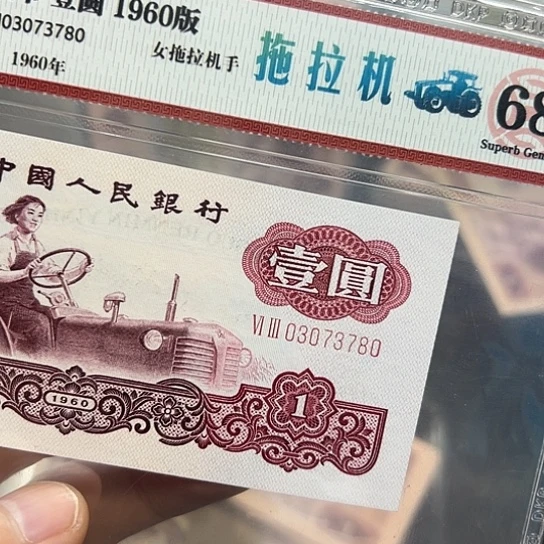 壹圓 1960版
03073780
1960年
女拖拉机手
拖拉机
68
Superb Gem
中國人民銀行
壹圓
VI III 03073780
1960
1